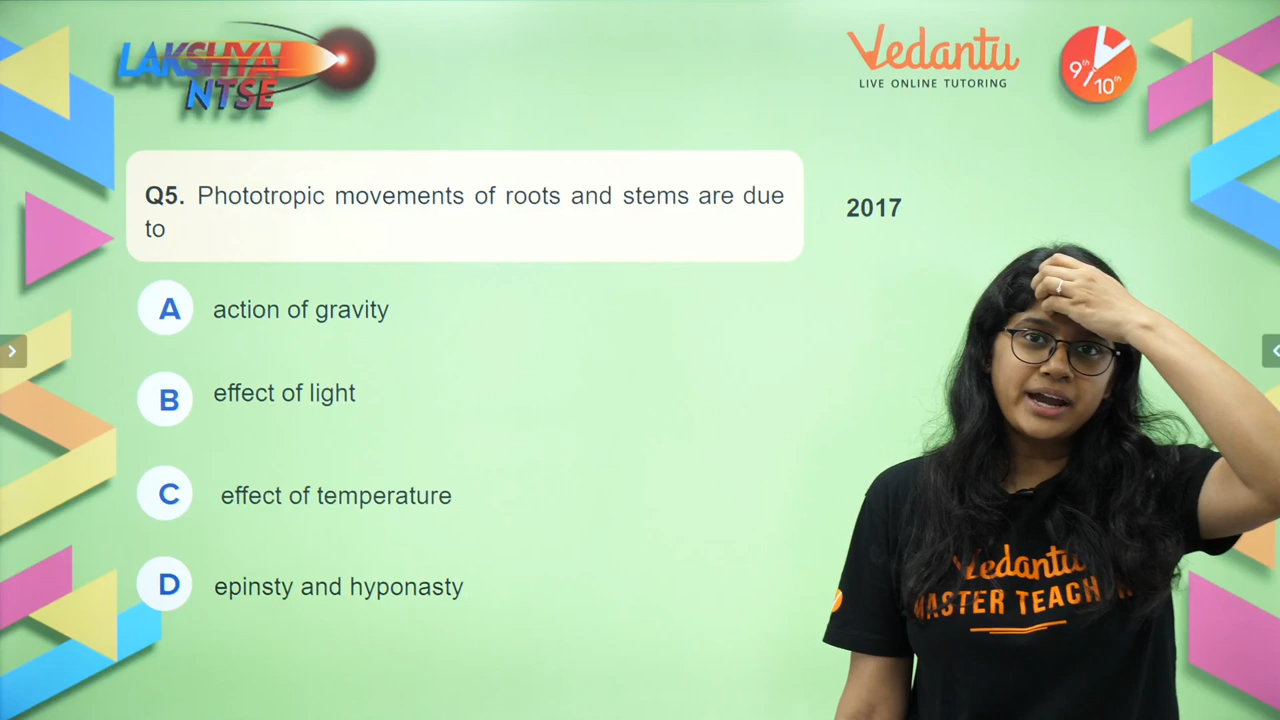 LAKSHYA
NTSE
Vedantu
LIVE ONLINE TUTORING
9th
10th
Q5. Phototropic movements of roots and stems are due
to
2017
A action of gravity
B effect of light
C effect of temperature
D epinsty and hyponasty
Vedantu
MASTER TEACHER